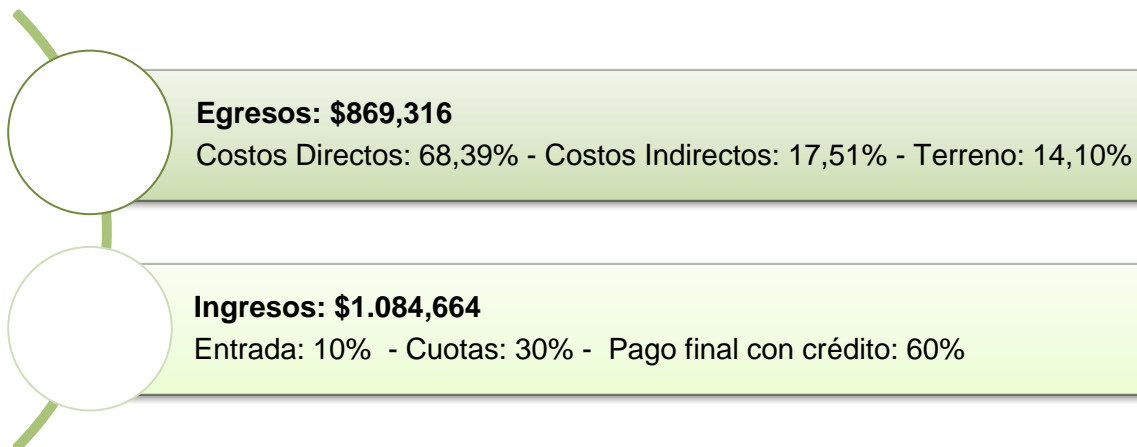 Egresos: $869,316
Costos Directos: 68,39% - Costos Indirectos: 17,51% - Terreno: 14,10%
Ingresos: $1.084,664
Entrada: 10%  - Cuotas: 30% -  Pago final con crédito: 60%